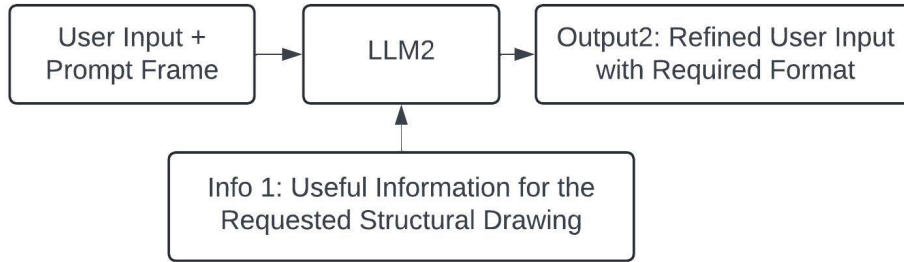 User Input +
Prompt Frame
LLM2
Output2: Refined User Input
with Required Format
Info 1: Useful Information for the
Requested Structural Drawing